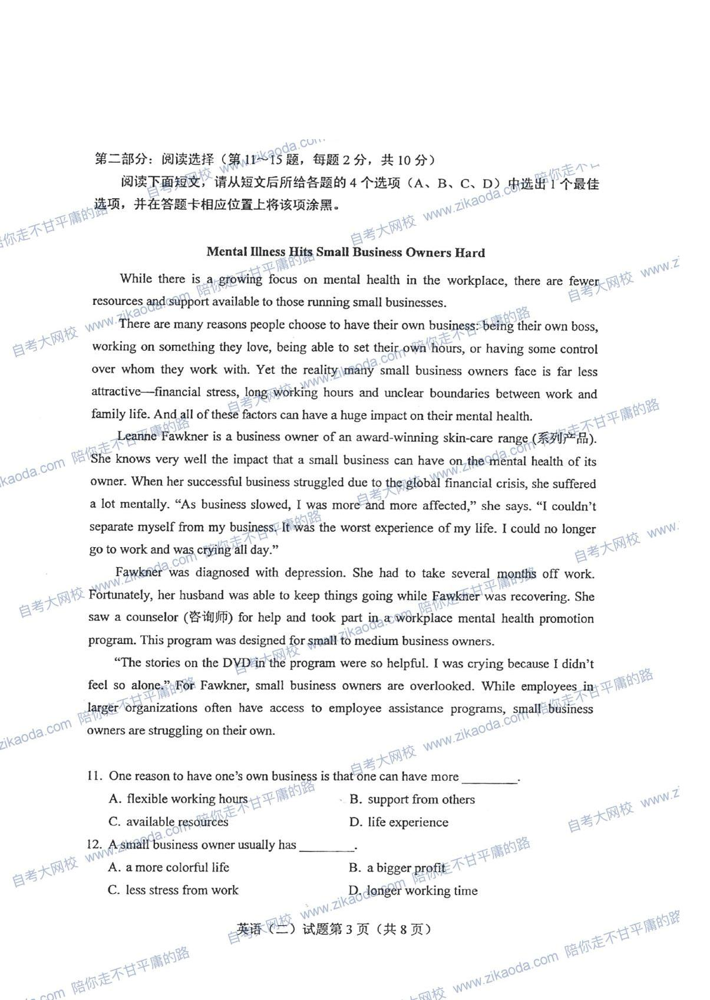 第二部分：阅读选择（第 11～15 题，每题 2 分，共 10 分）
阅读下面短文，请从短文后所给各题的 4 个选项（A、B、C、D）中选出 1 个最佳
选项，并在答题卡相应位置上将该项涂黑。
Mental Illness Hits Small Business Owners Hard
While there is a growing focus on mental health in the workplace, there are fewer
resources and support available to those running small businesses.
There are many reasons people choose to have their own business: being their own boss,
working on something they love, being able to set their own hours, or having some control
over whom they work with. Yet the reality many small business owners face is far less
attractive—financial stress, long working hours and unclear boundaries between work and
family life. And all of these factors can have a huge impact on their mental health.
Leanne Fawkner is a business owner of an award-winning skin-care range (系列产品).
She knows very well the impact that a small business can have on the mental health of its
owner. When her successful business struggled due to the global financial crisis, she suffered
a lot mentally. “As business slowed, I was more and more affected,” she says. “I couldn’t
separate myself from my business. It was the worst experience of my life. I could no longer
go to work and was crying all day.”
Fawkner was diagnosed with depression. She had to take several months off work.
Fortunately, her husband was able to keep things going while Fawkner was recovering. She
saw a counselor (咨询师) for help and took part in a workplace mental health promotion
program. This program was designed for small to medium business owners.
“The stories on the DVD in the program were so helpful. I was crying because I didn’t
feel so alone.” For Fawkner, small business owners are overlooked. While employees in
larger organizations often have access to employee assistance programs, small business
owners are struggling on their own.
11. One reason to have one’s own business is that one can have more ________.
A. flexible working hours B. support from others
C. available resources D. life experience
12. A small business owner usually has ________.
A. a more colorful life B. a bigger profit
C. less stress from work D. longer working time
英语（二）试题第 3 页（共 8 页）
自考大网校 www.zikaoda.com 陪你走不甘平庸的路